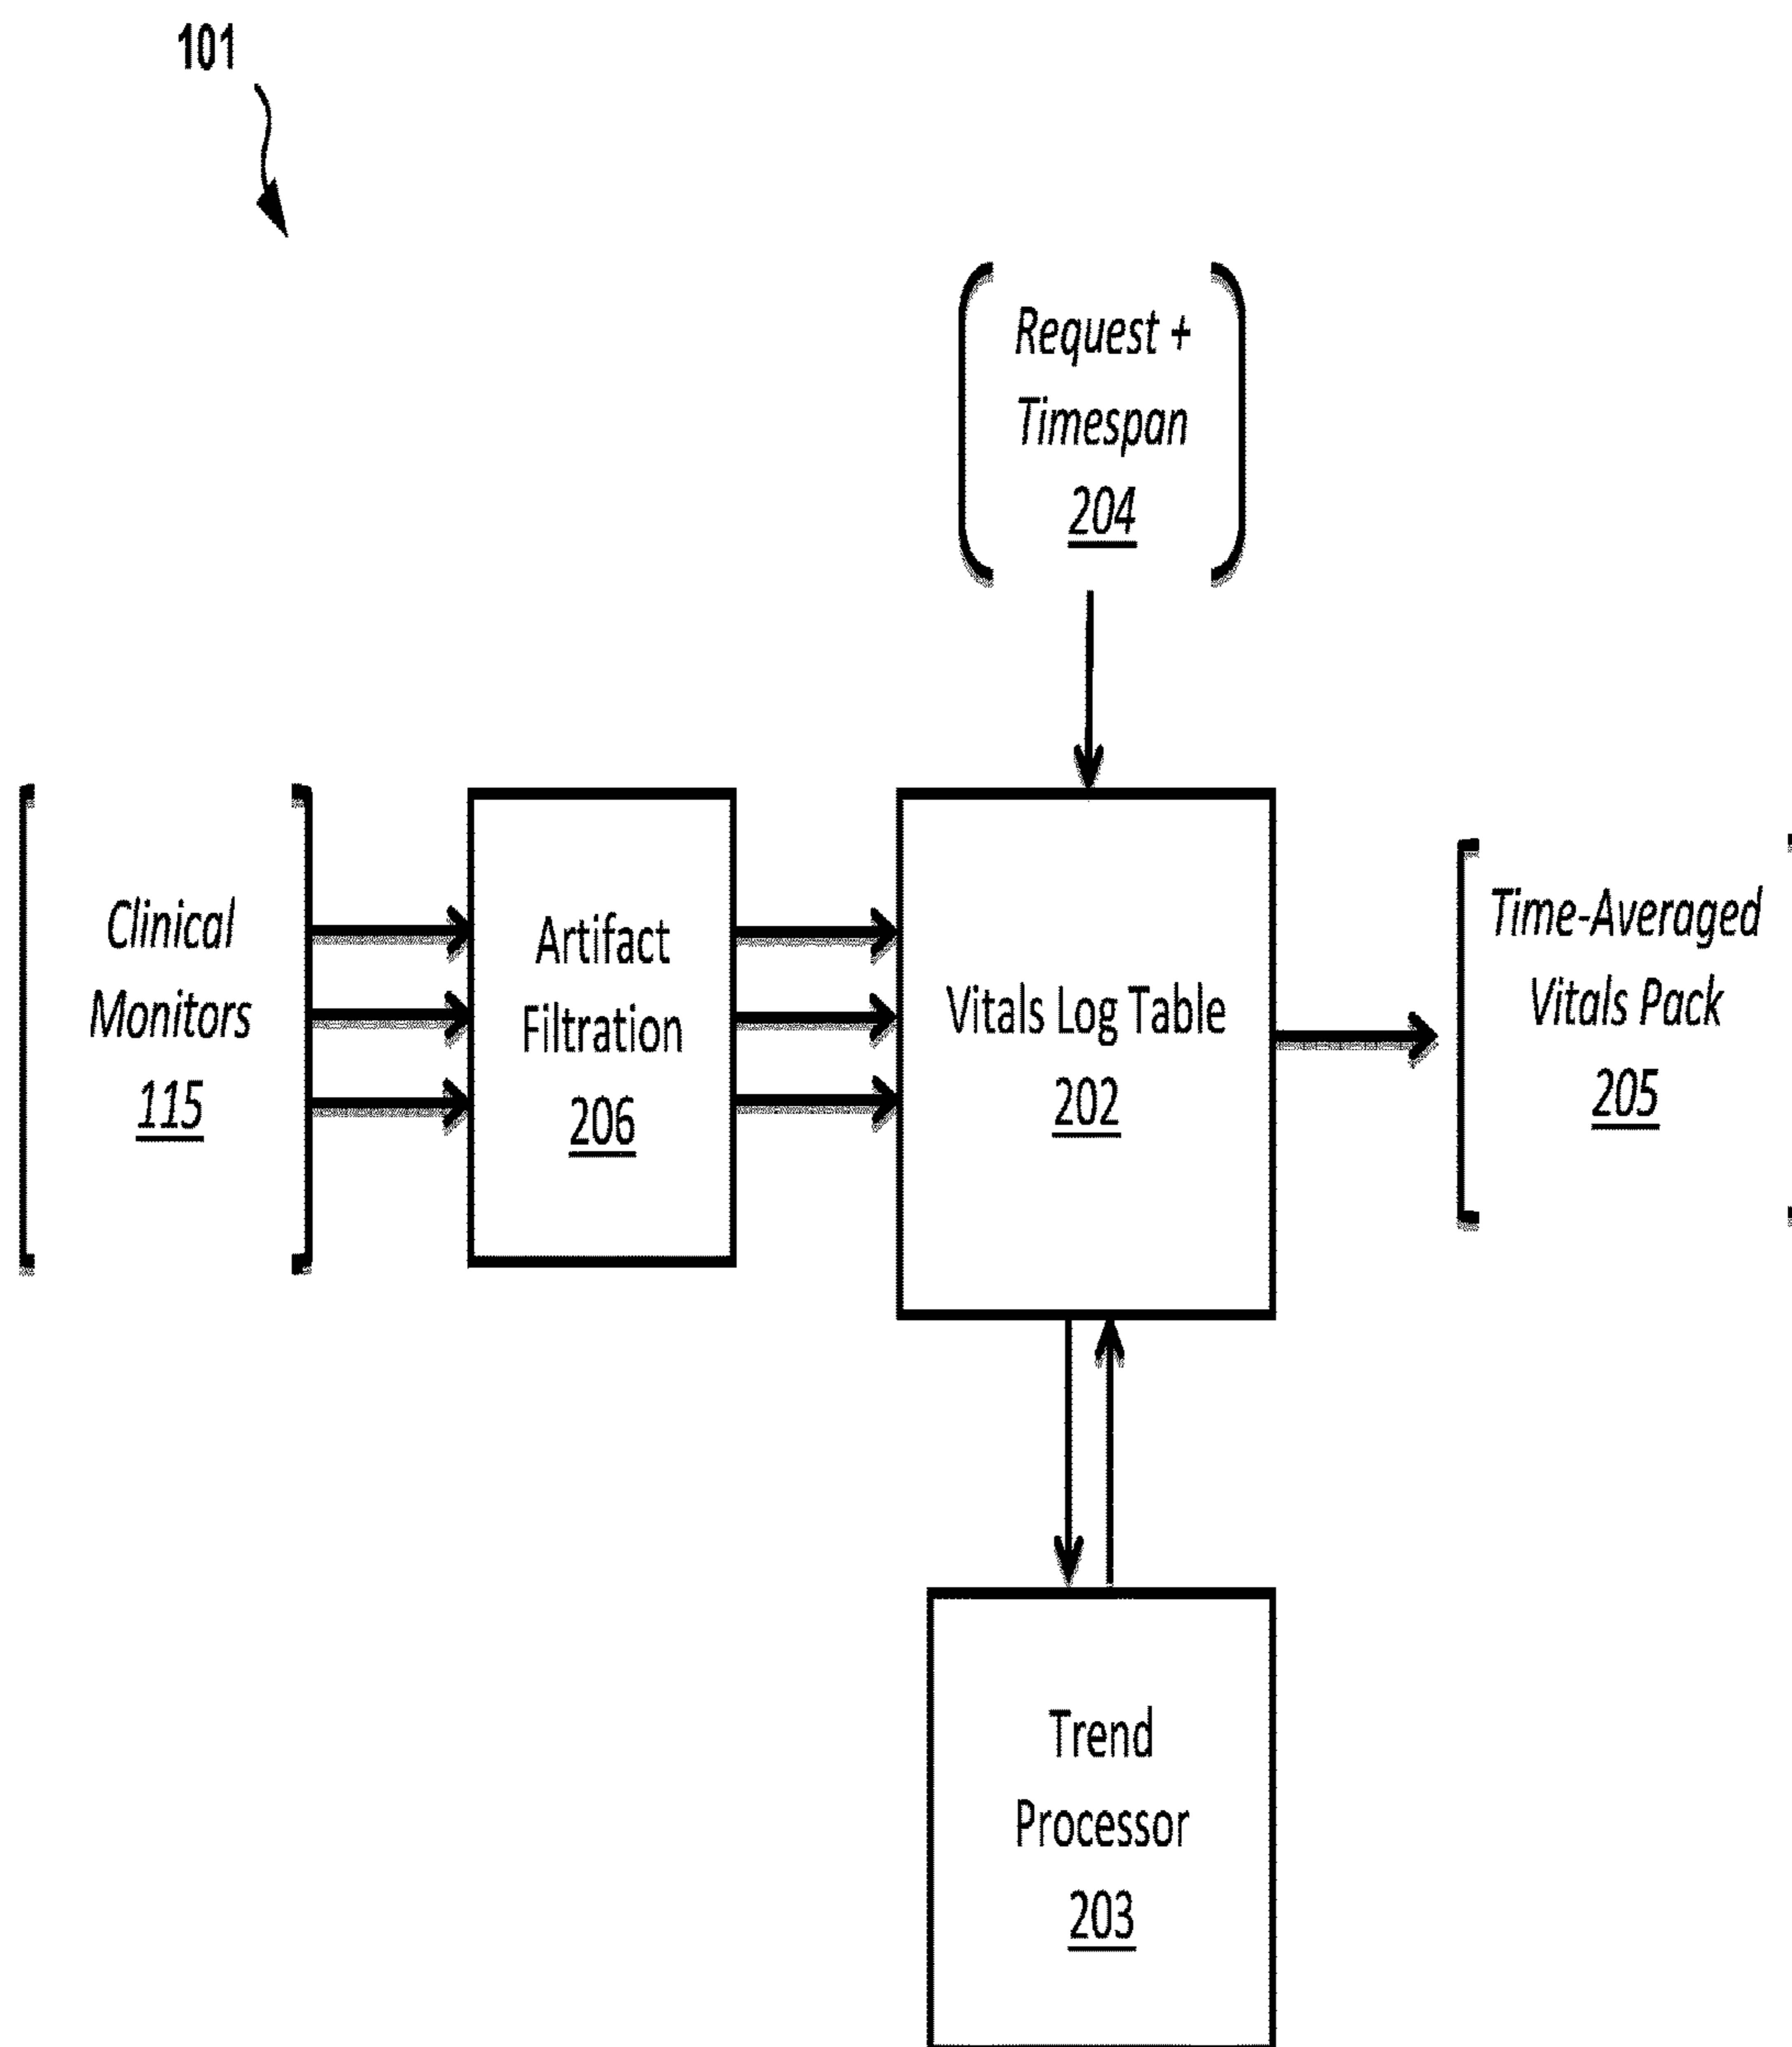 101
Request +
Timespan
204
Clinical
Monitors
115
Artifact
Filtration
206
Vitals Log Table
202
Time-Averaged
Vitals Pack
205
Trend
Processor
203